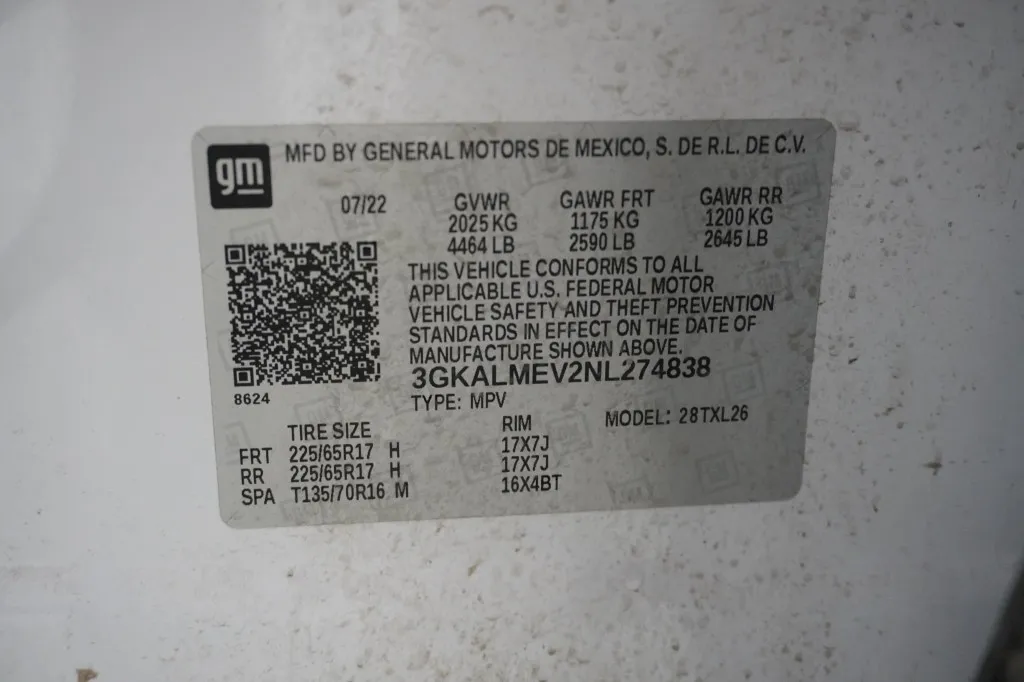 gm
MFD BY GENERAL MOTORS DE MEXICO, S. DE R.L. DE C.V.
07/22 GVWR GAWR FRT GAWR RR
2025 KG 1175 KG 1200 KG
4464 LB 2590 LB 2645 LB
THIS VEHICLE CONFORMS TO ALL
APPLICABLE U.S. FEDERAL MOTOR
VEHICLE SAFETY AND THEFT PREVENTION
STANDARDS IN EFFECT ON THE DATE OF
MANUFACTURE SHOWN ABOVE.
3GKALMEV2NL274838
8624
TYPE: MPV MODEL: 28TXL26
TIRE SIZE RIM
FRT 225/65R17 H 17X7J
RR 225/65R17 H 17X7J
SPA T135/70R16 M 16X4BT